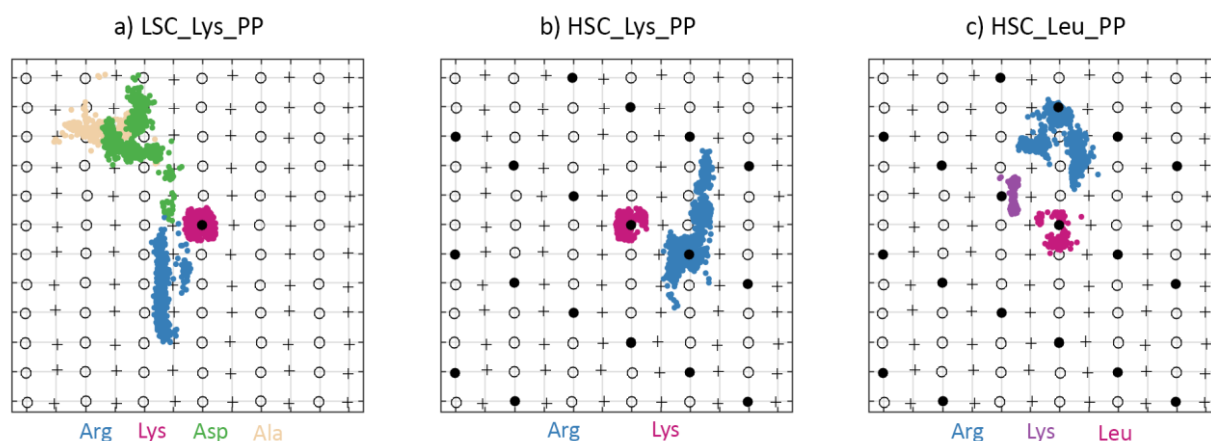 a) LSC_Lys_PP
b) HSC_Lys_PP
c) HSC_Leu_PP
Arg Lys Asp Ala
Arg Lys
Arg Lys Leu